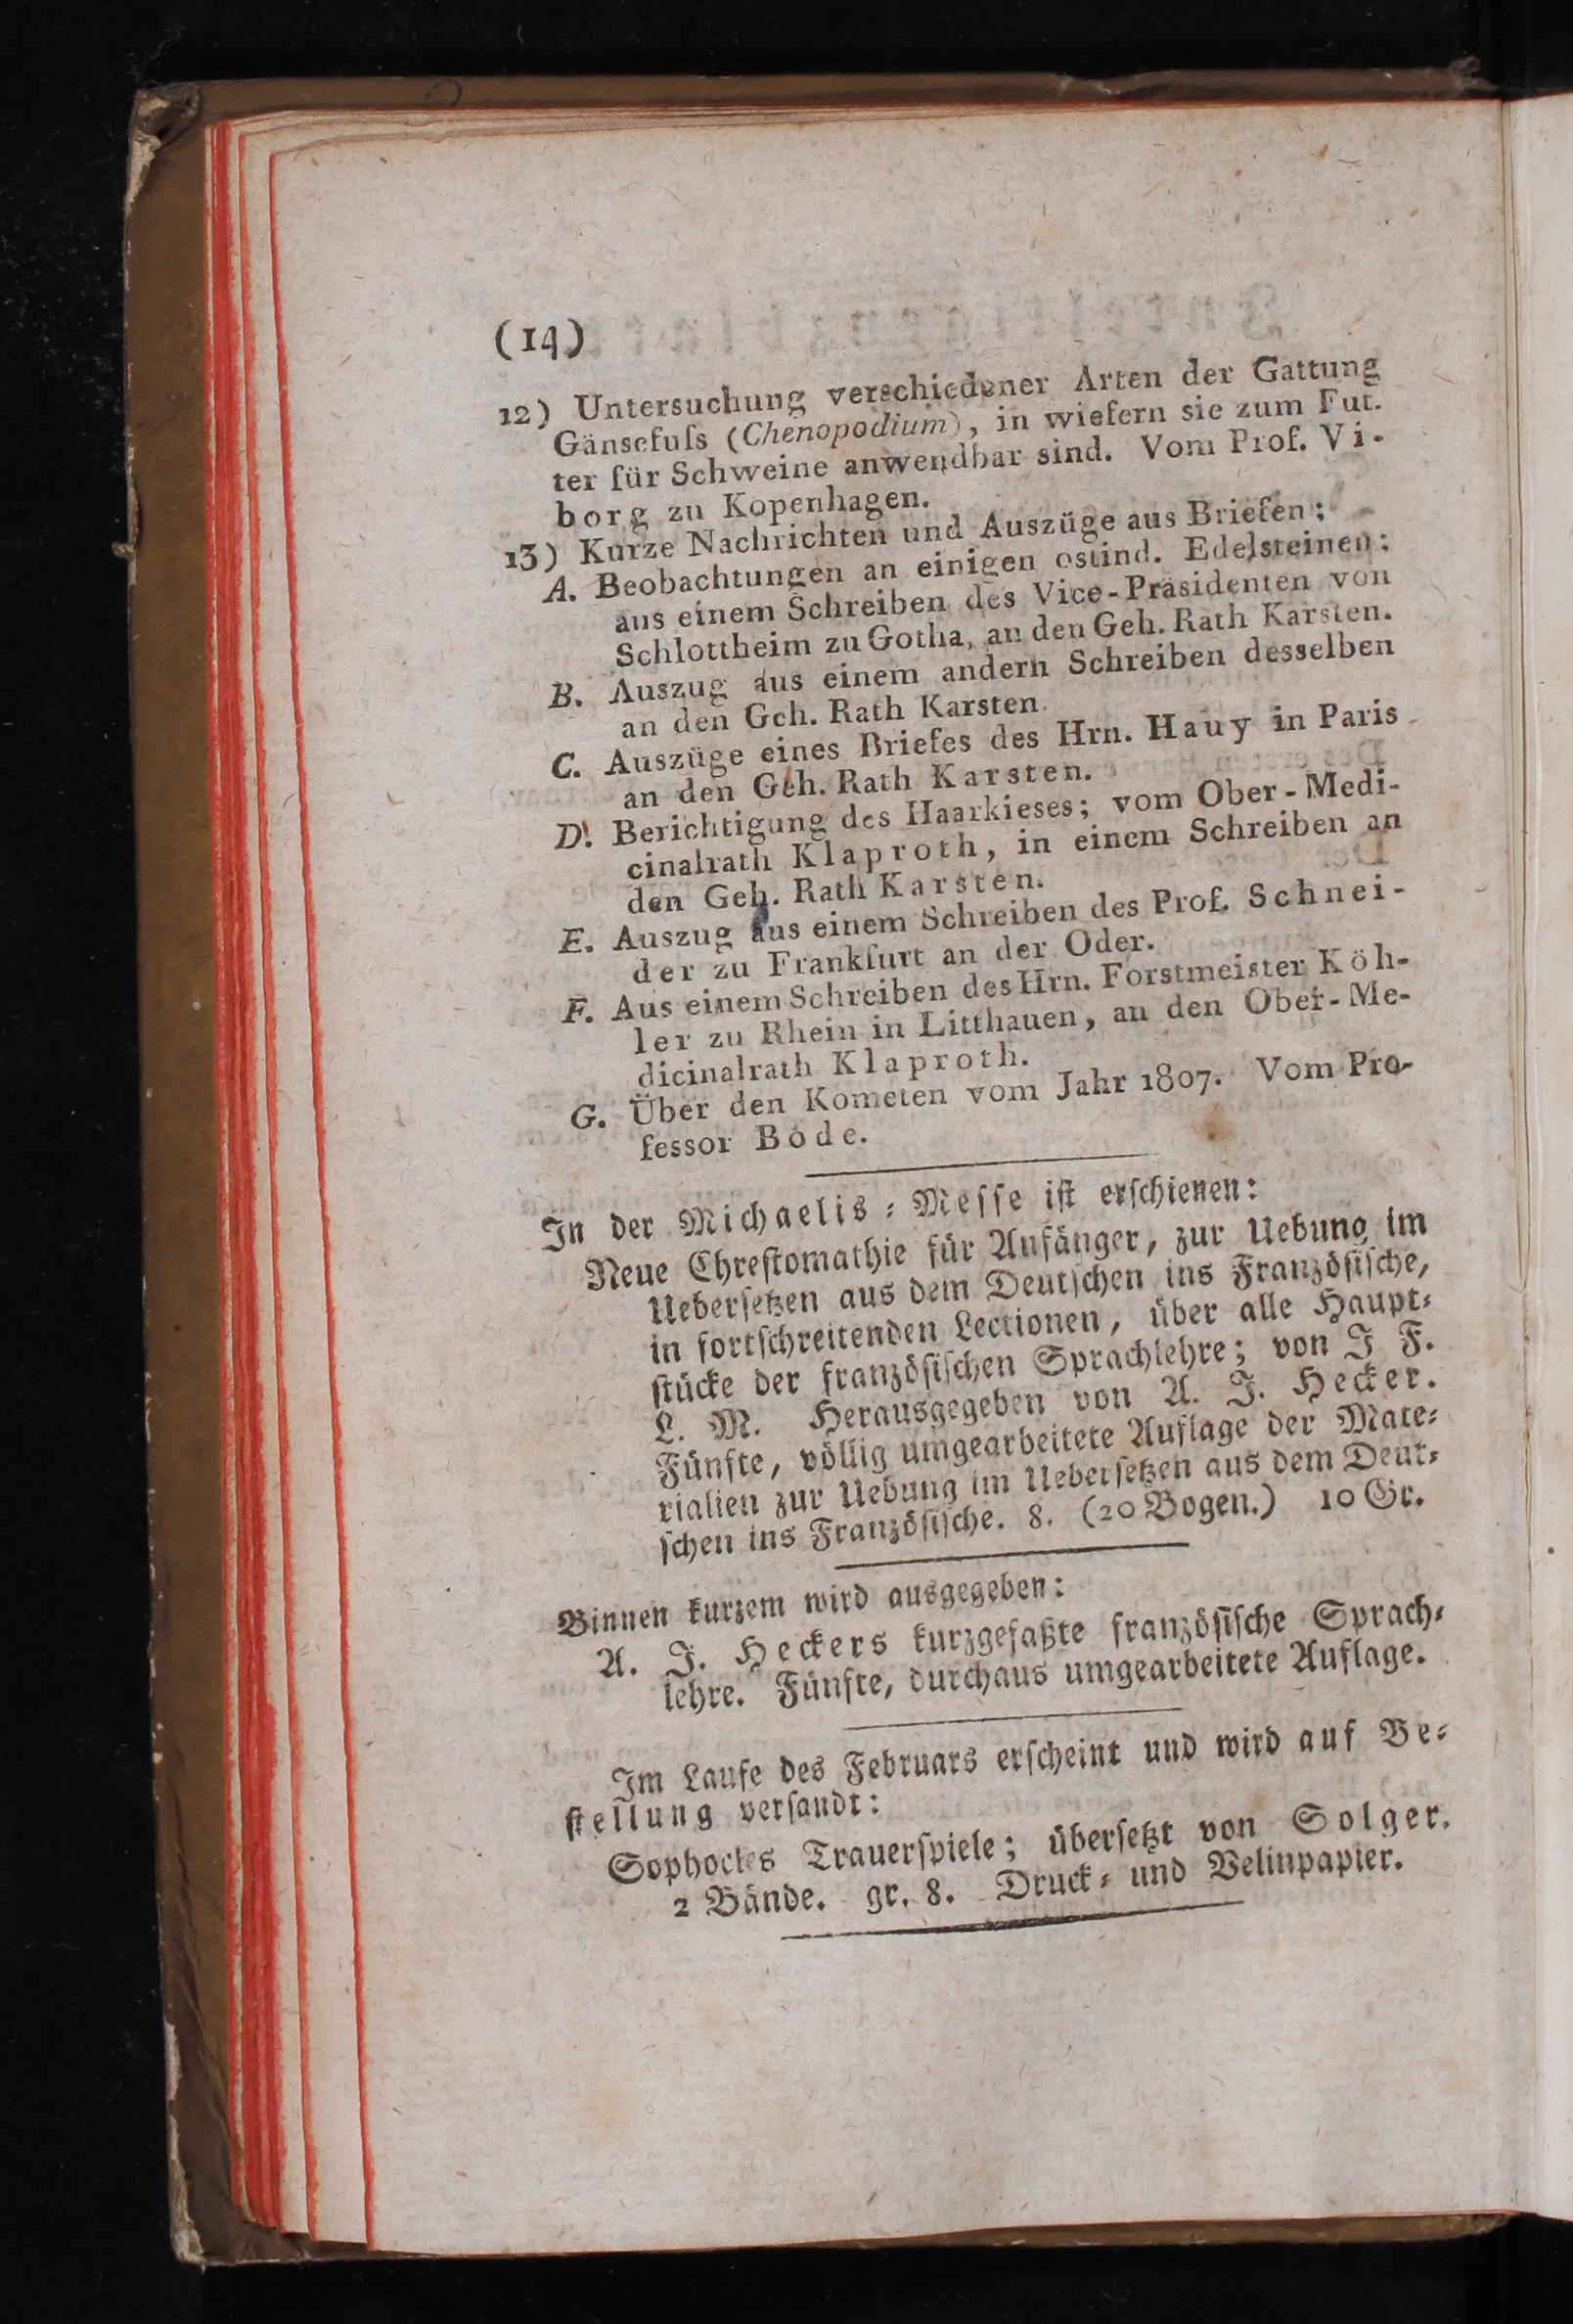 (14)
12) Untersuchung verschiedener Arten der Gattung
Gänsefuſs (Chenopodium), in wiefern sie zum Fut.
ter für Schweine anwendbar sind. Vom Prof. Vi-
borg zu Kopenhagen.
13) Kurze Nachrichten und Auszüge aus Briefen;
A. Beobachtungen an einigen ostind. Edelsteinen;
aus einem Schreiben des Vice-Präsidenten von
Schlottheim zu Gotha, an den Geh. Rath Karsten.
B. Auszug aus einem andern Schreiben desselben
an den Geh. Rath Karsten.
C. Auszüge eines Briefes des Hrn. Hauy in Paris
an den Geh. Rath Karsten.
D. Berichtigung des Haarkieses; vom Ober-Medi-
cinalrath Klaproth, in einem Schreiben an
den Geh. Rath Karsten.
E. Auszug aus einem Schreiben des Prof. Schnei-
der zu Frankfurt an der Oder.
F. Aus einem Schreiben des Hrn. Forstmeister Köh-
ler zu Rhein in Litthauen, an den Ober-Me-
dicinalrath Klaproth.
G. Über den Kometen vom Jahr 1807. Vom Pro-
fessor Bode.
In der Michaelis-Meſſe iſt erſchienen:
Neue Chreſtomathie für Anfänger, zur Uebung im
Ueberſetzen aus dem Deutſchen ins Franzöſiſche,
in fortſchreitenden Lectionen, über alle Haupt-
ſtücke der franzöſiſchen Sprachlehre; von J F.
L. M. Herausgegeben von A. J. Hecker.
Fünfte, völlig umgearbeitete Auflage der Mate-
rialien zur Uebung im Ueberſetzen aus dem Deut-
ſchen ins Franzöſiſche. 8. (20 Bogen.) 10 Gr.
Binnen kurzem wird ausgegeben:
A. J. Heckers kurzgefaßte franzöſiſche Sprach-
lehre. Fünfte, durchaus umgearbeitete Auflage.
Im Laufe des Februars erſcheint und wird auf Be-
ſtellung verſandt:
Sophocles Trauerſpiele; überſetzt von Solger.
2 Bände. gr. 8. Druck- und Velinpapier.